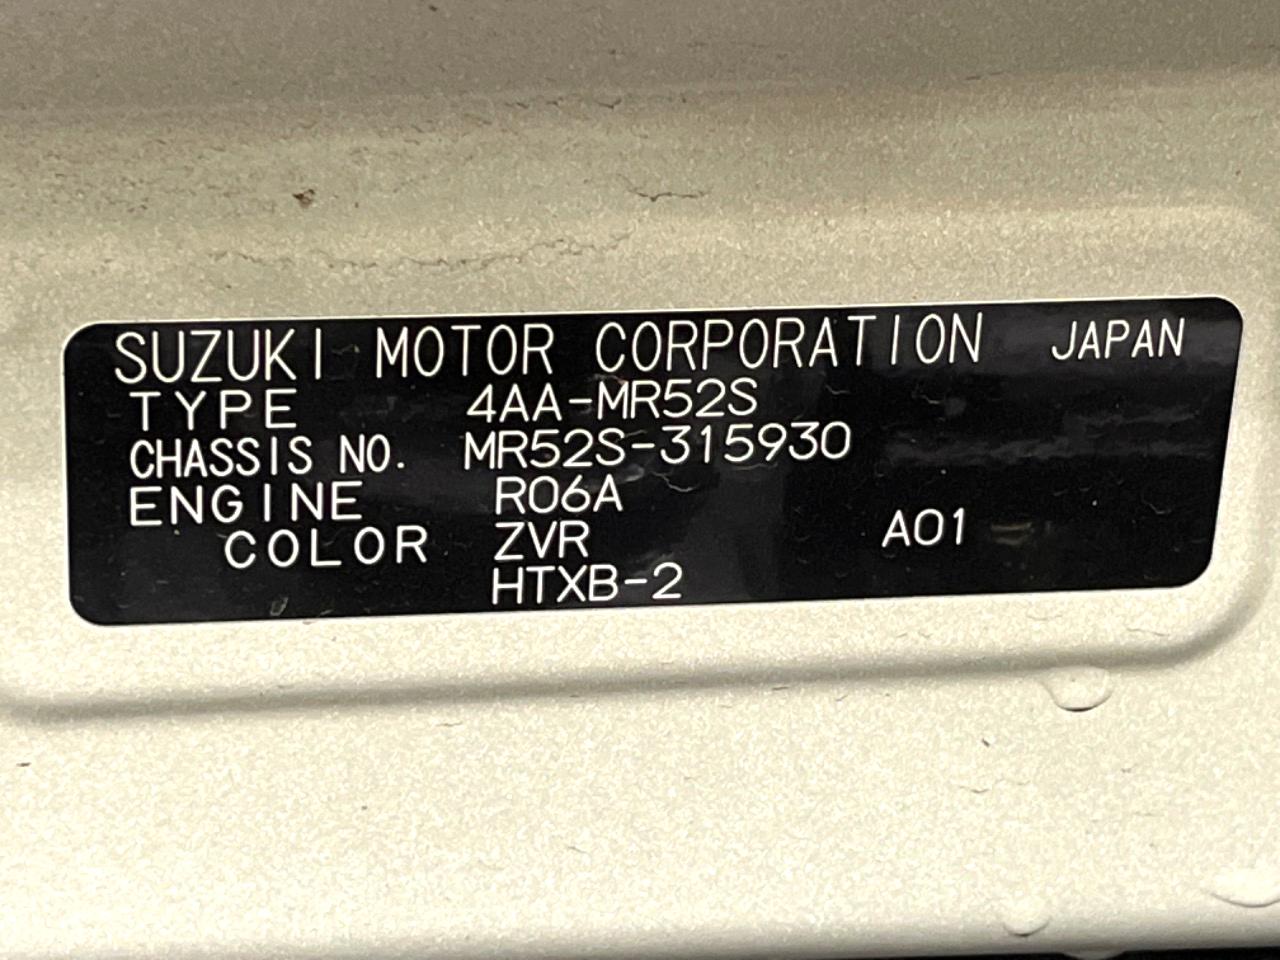 SUZUKI MOTOR CORPORATION JAPAN
TYPE 4AA-MR52S
CHASSIS NO. MR52S-315930
ENGINE R06A
COLOR ZVR A01
HTXB-2